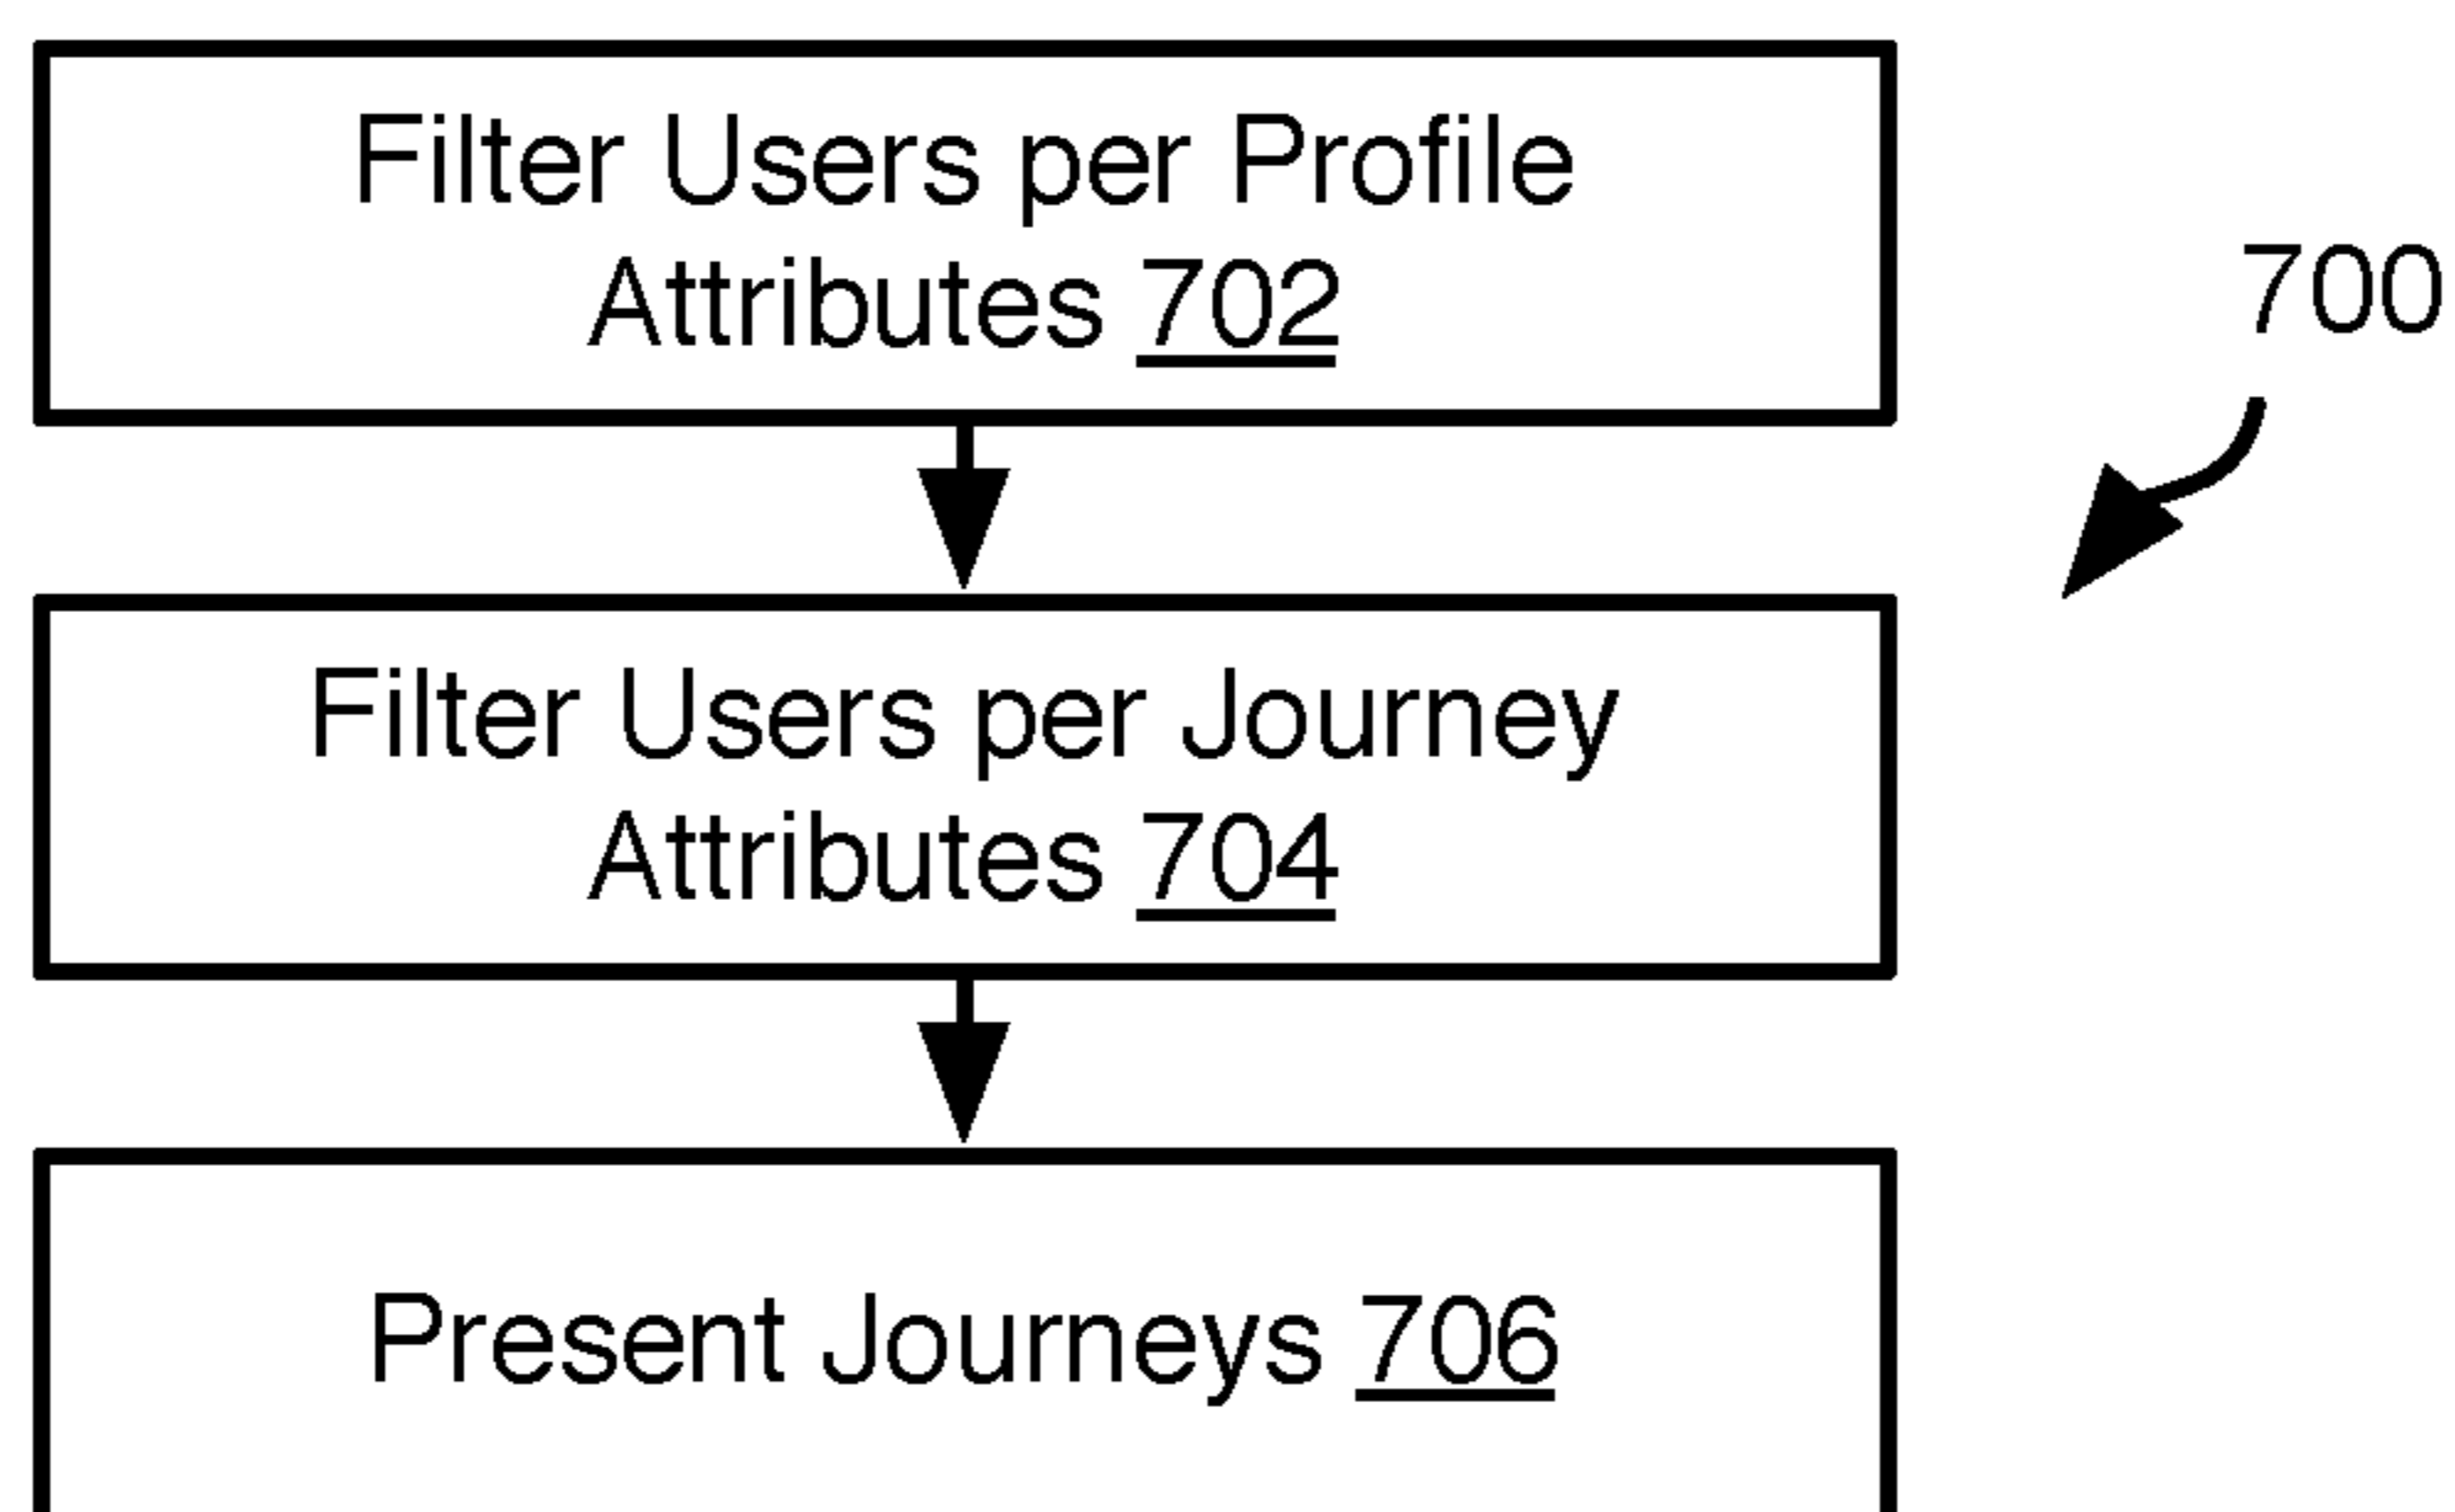 Filter Users per Profile
Attributes 702
700
Filter Users per Journey
Attributes 704
Present Journeys 706